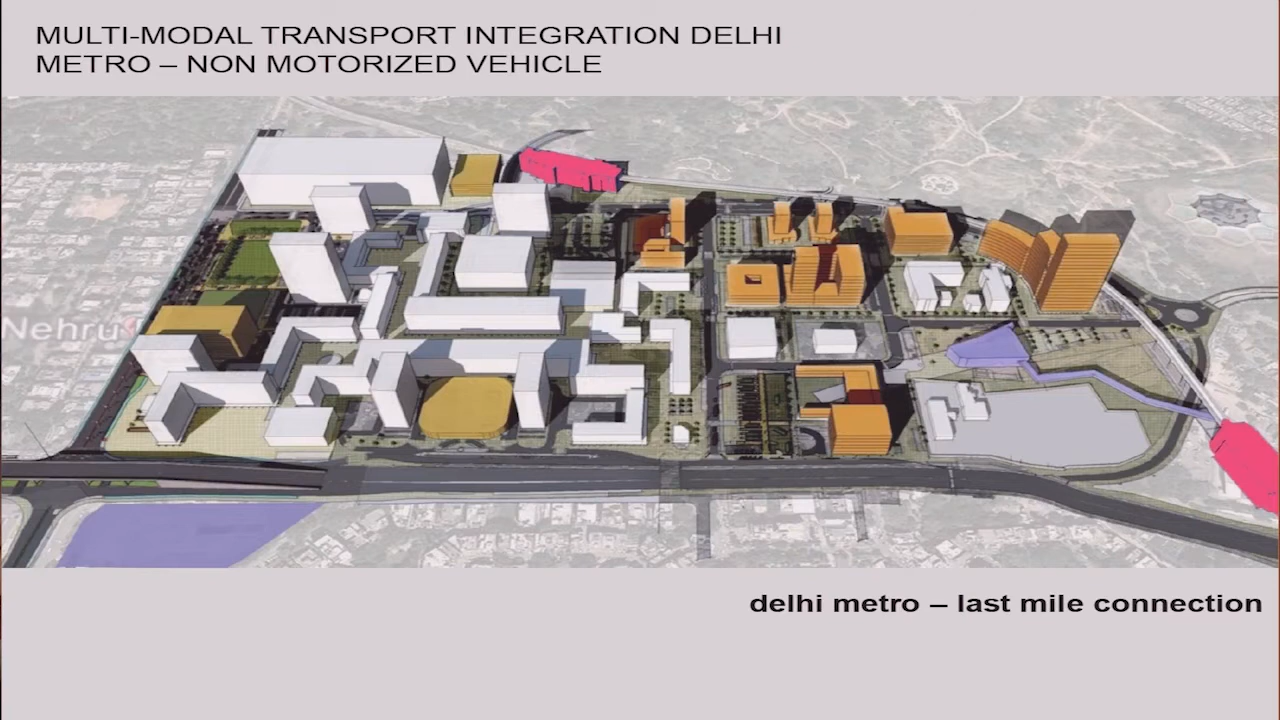 MULTI-MODAL TRANSPORT INTEGRATION DELHI
METRO – NON MOTORIZED VEHICLE
Nehru
delhi metro – last mile connection